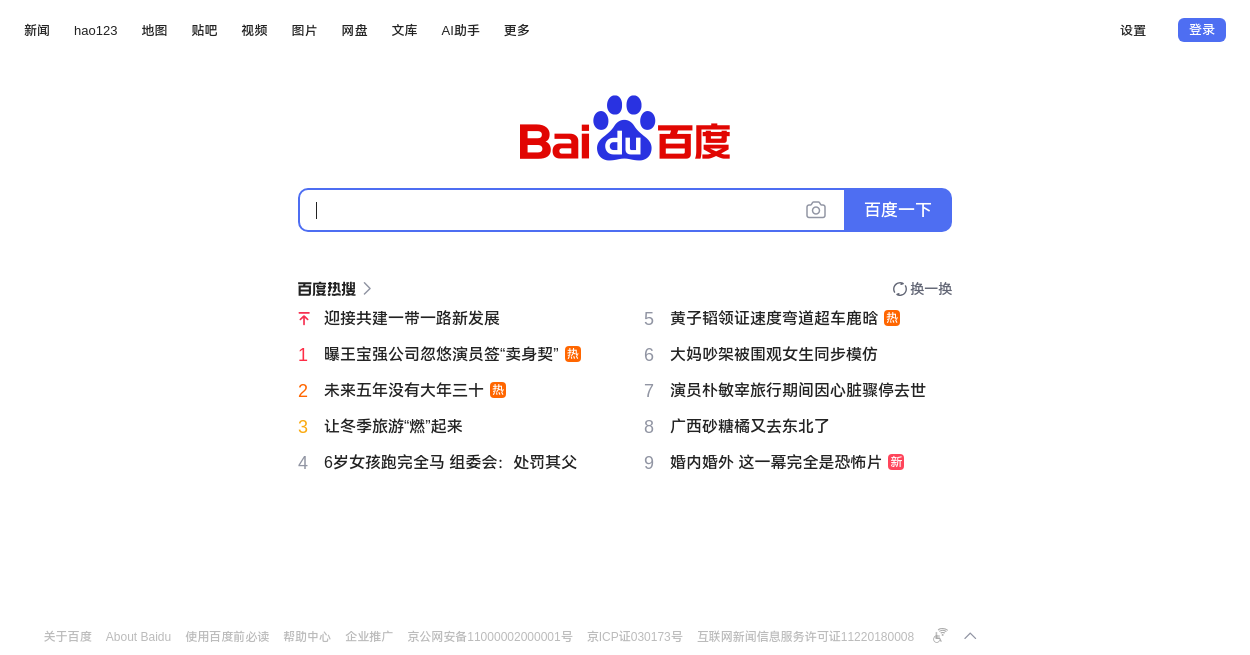 新闻 hao123 地图 贴吧 视频 图片 网盘 文库 AI助手 更多 设置 登录
Bai du 百度
百度一下
百度热搜 换一换
迎接共建一带一路新发展
1 曝王宝强公司忽悠演员签“卖身契” 热
2 未来五年没有大年三十 热
3 让冬季旅游“燃”起来
4 6岁女孩跑完全马 组委会：处罚其父
5 黄子韬领证速度弯道超车鹿晗 热
6 大妈吵架被围观女生同步模仿
7 演员朴敏宰旅行期间因心脏骤停去世
8 广西砂糖橘又去东北了
9 婚内婚外 这一幕完全是恐怖片 新
关于百度 About Baidu 使用百度前必读 帮助中心 企业推广 京公网安备11000002000001号 京ICP证030173号 互联网新闻信息服务许可证11220180008